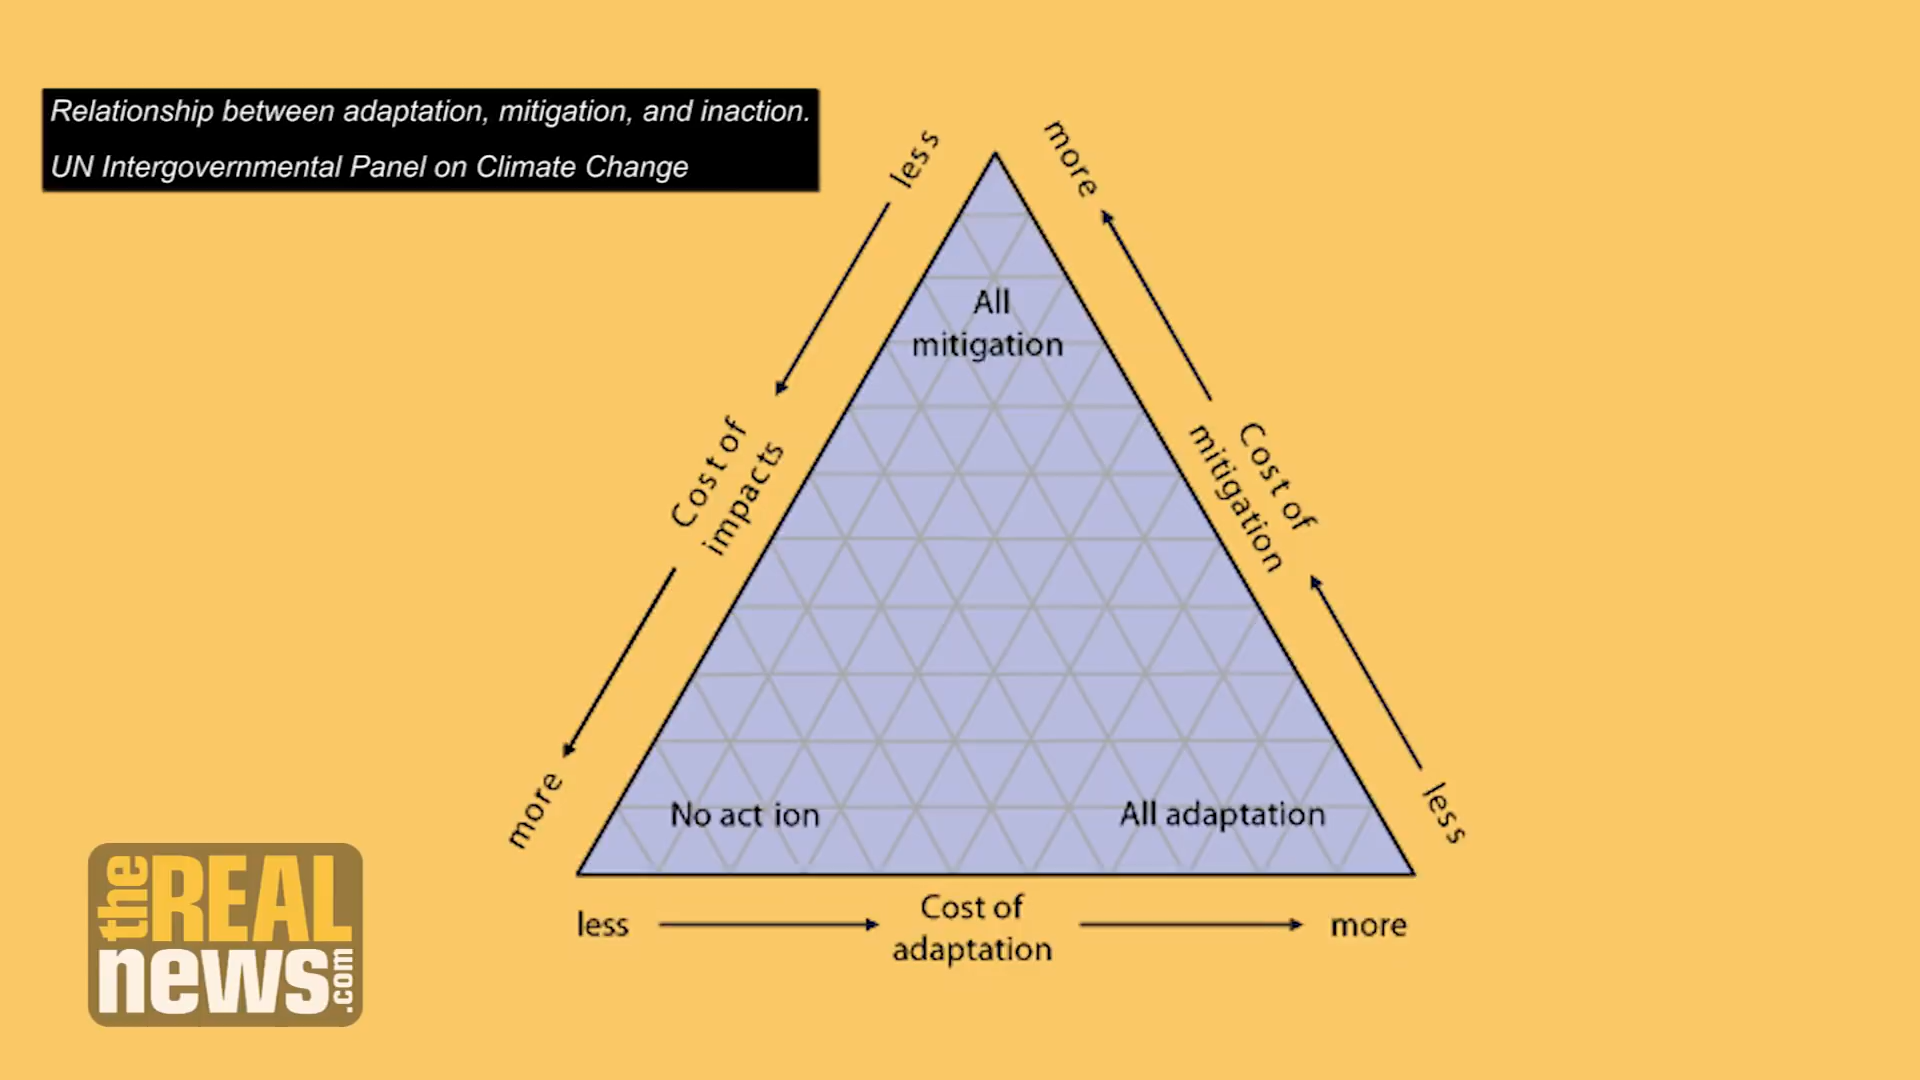 Relationship between adaptation, mitigation, and inaction.
UN Intergovernmental Panel on Climate Change
less
more
All
mitigation
Cost of
impacts
Cost of
mitigation
more
No act ion
All adaptation
less
less
Cost of
adaptation
more
the REAL
news.com